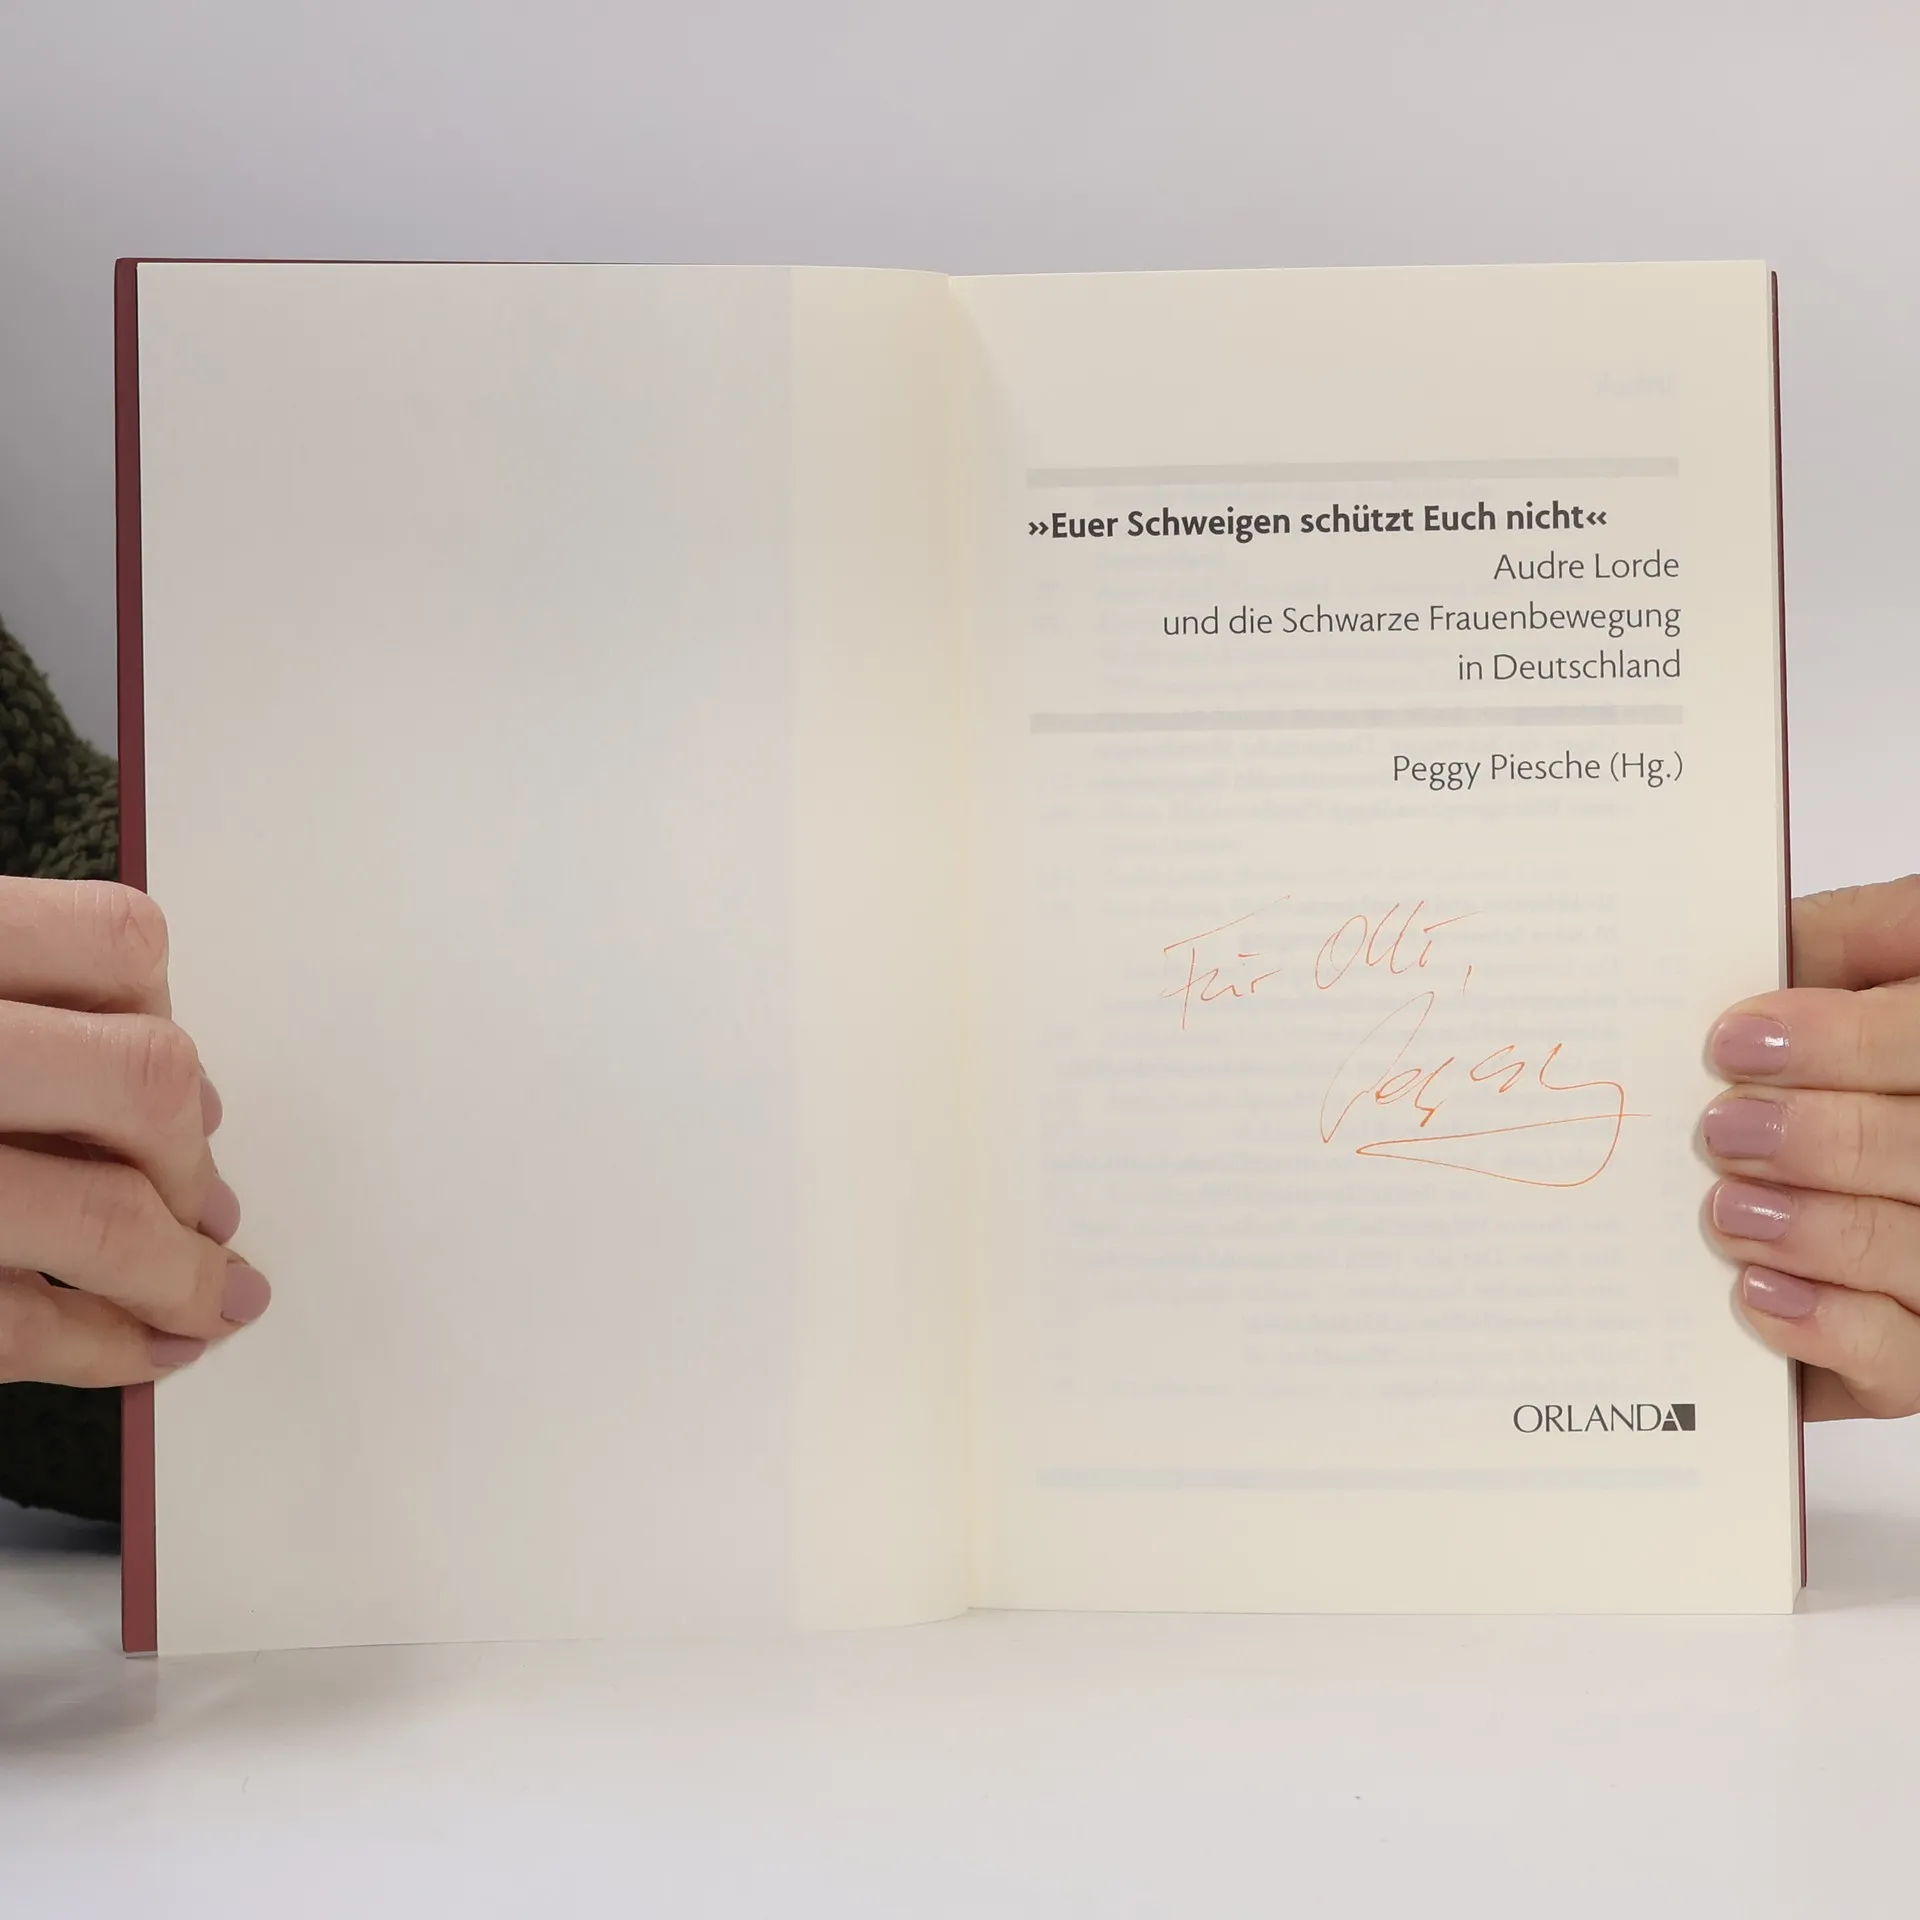 »Euer Schweigen schützt Euch nicht«
Audre Lorde
und die Schwarze Frauenbewegung
in Deutschland
Peggy Piesche (Hg.)
Für Olli,
Peggy
ORLANDA